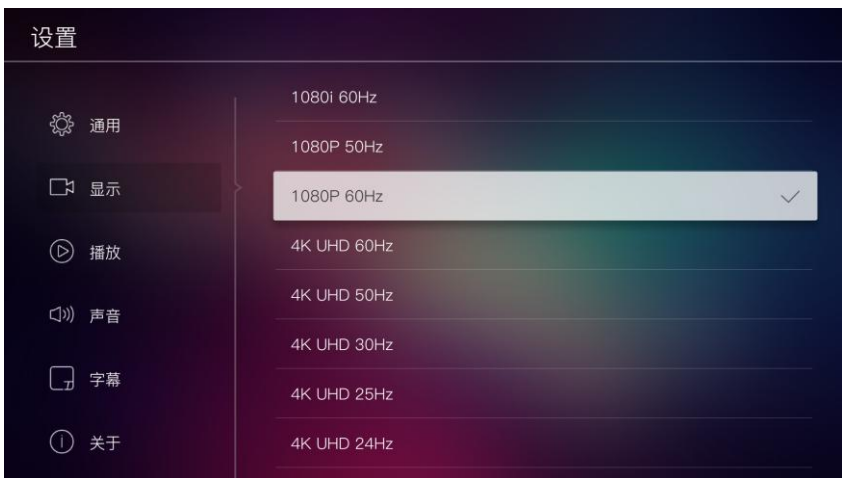 设置
通用
显示
播放
声音
字幕
关于
1080i 60Hz
1080P 50Hz
1080P 60Hz
4K UHD 60Hz
4K UHD 50Hz
4K UHD 30Hz
4K UHD 25Hz
4K UHD 24Hz